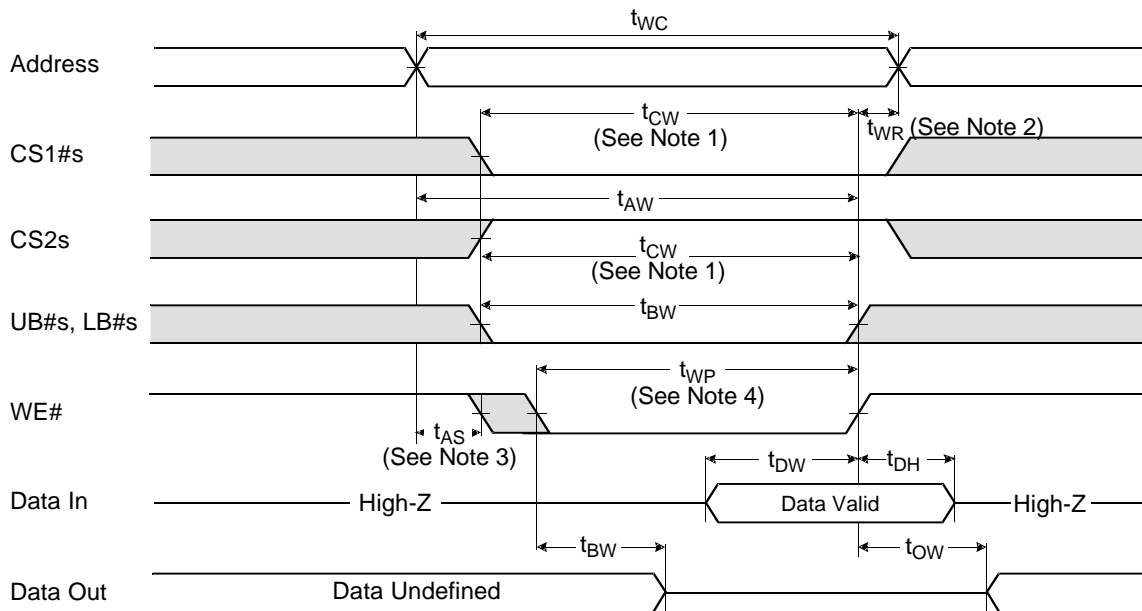 tWC
Address
tCW
(See Note 1)
tWR (See Note 2)
CS1#s
tAW
CS2s
tCW
(See Note 1)
tBW
UB#s, LB#s
tWP
(See Note 4)
WE#
tAS
(See Note 3)
tDW
tDH
Data In
High-Z
Data Valid
High-Z
tBW
tOW
Data Out
Data Undefined